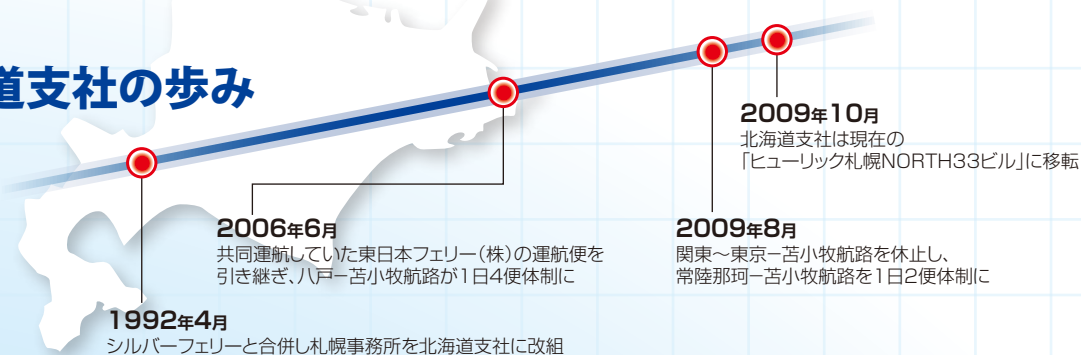 道支社の歩み
2009年10月
北海道支社は現在の
「ヒューリック札幌NORTH33ビル」に移転
2006年6月
共同運航していた東日本フェリー(株)の運航便を
引き継ぎ、八戸ー苫小牧航路が1日4便体制に
2009年8月
関東〜東京ー苫小牧航路を休止し、
常陸那珂ー苫小牧航路を1日2便体制に
1992年4月
シルバーフェリーと合併し札幌事務所を北海道支社に改組